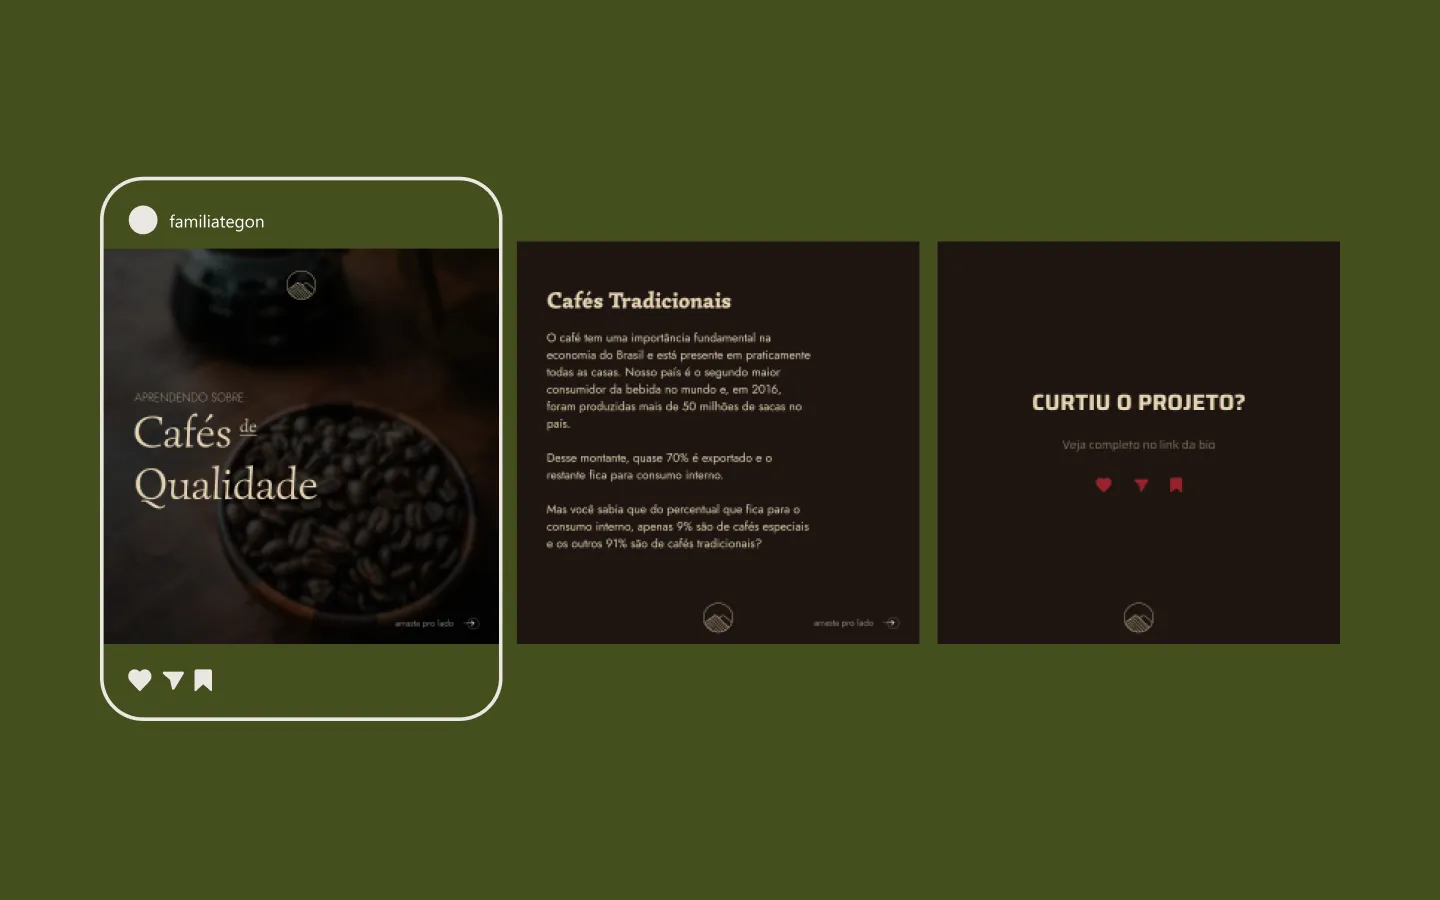 familiategon
APRENDENDO SOBRE
Cafés de
Qualidade
arraste pro lado
Cafés Tradicionais
O café tem uma importância fundamental na
economia do Brasil e está presente em praticamente
todas as casas. Nosso país é o segundo maior
consumidor da bebida no mundo e, em 2016,
foram produzidas mais de 50 milhões de sacas no
país.
Desse montante, quase 70% é exportado e o
restante fica para consumo interno.
Mas você sabia que do percentual que fica para o
consumo interno, apenas 9% são de cafés especiais
e os outros 91% são de cafés tradicionais?
arraste pro lado
CURTIU O PROJETO?
Veja completo no link da bio